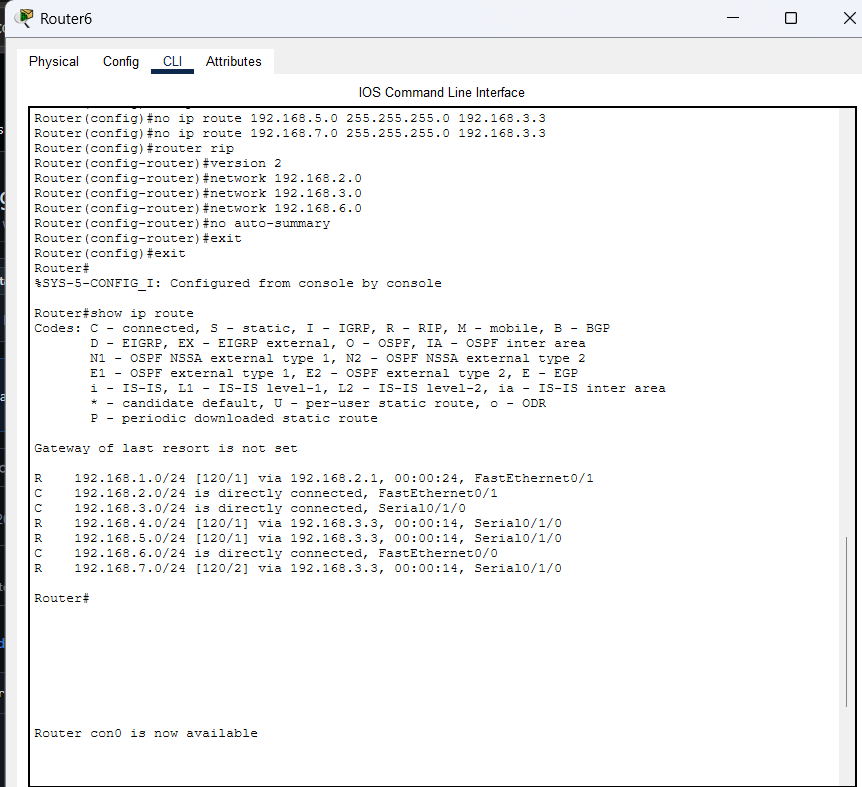 Router6
Physical Config CLI Attributes
IOS Command Line Interface
Router(config)#no ip route 192.168.5.0 255.255.255.0 192.168.3.3
Router(config)#no ip route 192.168.7.0 255.255.255.0 192.168.3.3
Router(config)#router rip
Router(config-router)#version 2
Router(config-router)#network 192.168.2.0
Router(config-router)#network 192.168.3.0
Router(config-router)#network 192.168.6.0
Router(config-router)#no auto-summary
Router(config-router)#exit
Router(config)#exit
Router#
%SYS-5-CONFIG_I: Configured from console by console
Router#show ip route
Codes: C - connected, S - static, I - IGRP, R - RIP, M - mobile, B - BGP
D - EIGRP, EX - EIGRP external, O - OSPF, IA - OSPF inter area
N1 - OSPF NSSA external type 1, N2 - OSPF NSSA external type 2
E1 - OSPF external type 1, E2 - OSPF external type 2, E - EGP
i - IS-IS, L1 - IS-IS level-1, L2 - IS-IS level-2, ia - IS-IS inter area
* - candidate default, U - per-user static route, o - ODR
P - periodic downloaded static route
Gateway of last resort is not set
R 192.168.1.0/24 [120/1] via 192.168.2.1, 00:00:24, FastEthernet0/1
C 192.168.2.0/24 is directly connected, FastEthernet0/1
C 192.168.3.0/24 is directly connected, Serial0/1/0
R 192.168.4.0/24 [120/1] via 192.168.3.3, 00:00:14, Serial0/1/0
R 192.168.5.0/24 [120/1] via 192.168.3.3, 00:00:14, Serial0/1/0
C 192.168.6.0/24 is directly connected, FastEthernet0/0
R 192.168.7.0/24 [120/2] via 192.168.3.3, 00:00:14, Serial0/1/0
Router#
Router con0 is now available